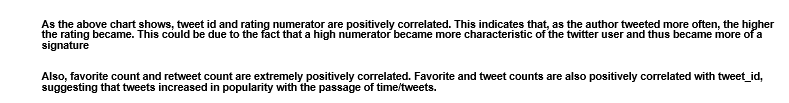 As the above chart shows, tweet id and rating numerator are positively correlated. This indicates that, as the author tweeted more often, the higher
the rating became. This could be due to the fact that a high numerator became more characteristic of the twitter user and thus became more of a
signature
Also, favorite count and retweet count are extremely positively correlated. Favorite and tweet counts are also positively correlated with tweet_id,
suggesting that tweets increased in popularity with the passage of time/tweets.